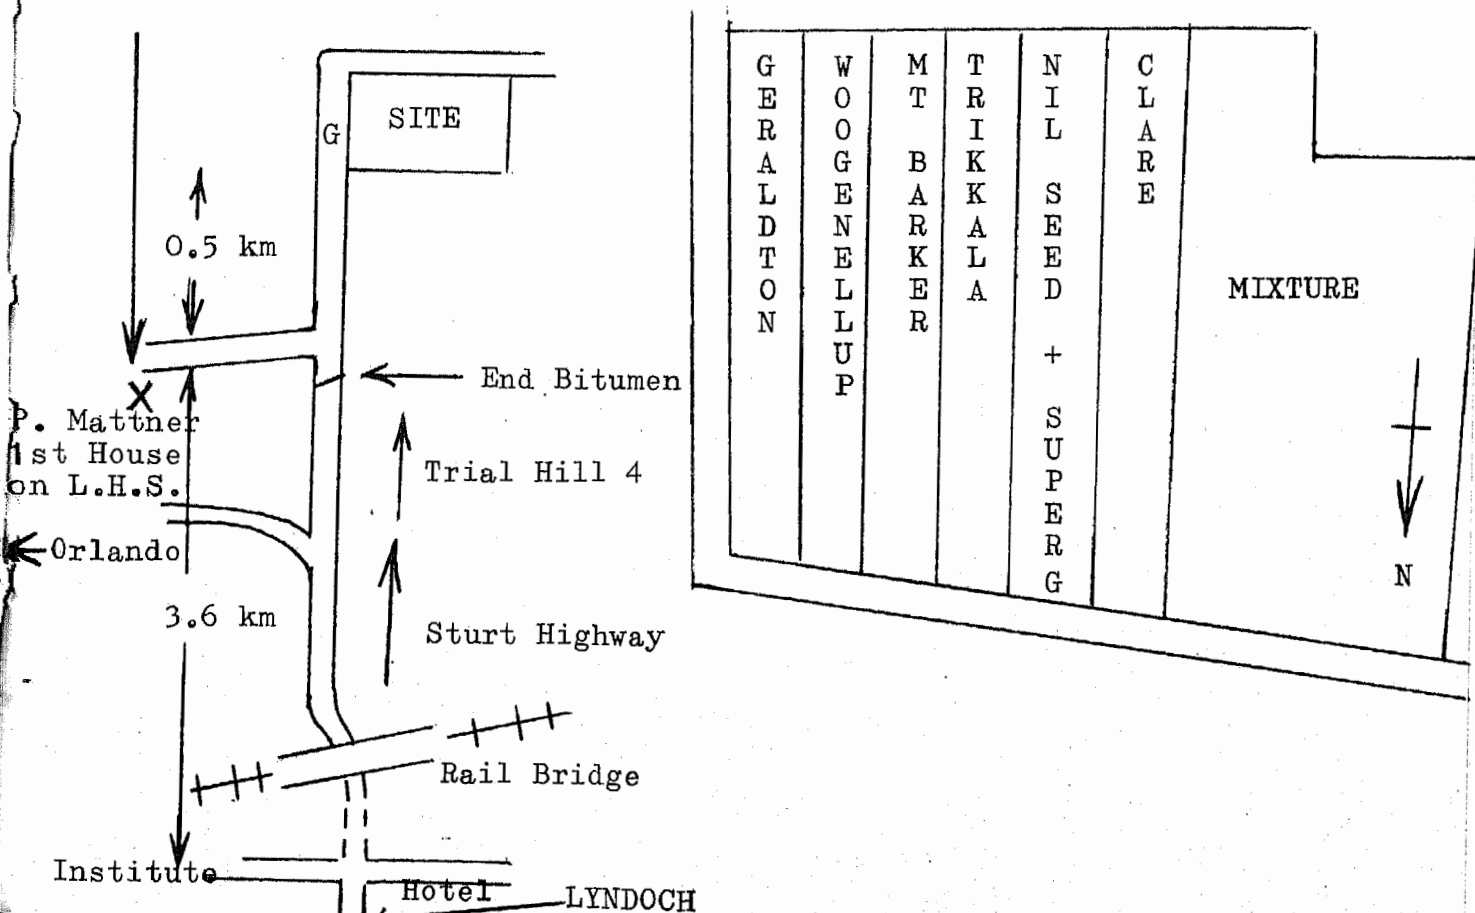 SITE
G
0.5 km
End Bitumen
P. Mattner
1st House
on L.H.S.
Trial Hill 4
Orlando
3.6 km
Sturt Highway
Rail Bridge
Institute
Hotel
LYNDOCH
GERALDTON
WOOGENELLUP
MT BARKER
TRIKKALA
NIL SEED + SUPER G
CLARE
MIXTURE
N